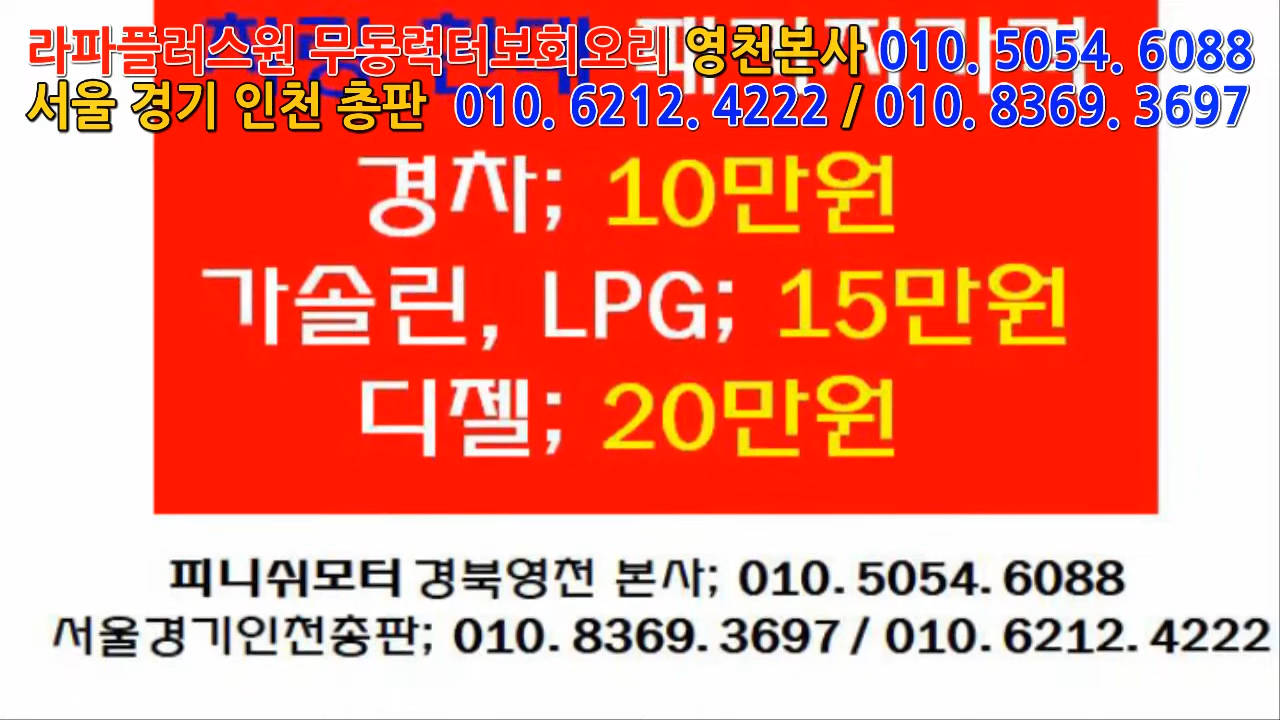 라파플러스원 무동력터보회오리 영천본사 010. 5054. 6088
서울 경기 인천 총판 010. 6212. 4222 / 010. 8369. 3697
경차; 10만원
가솔린, LPG; 15만원
디젤; 20만원
피니쉬모터 경북영천 본사; 010. 5054. 6088
서울경기인천총판; 010. 8369. 3697 / 010. 6212. 4222